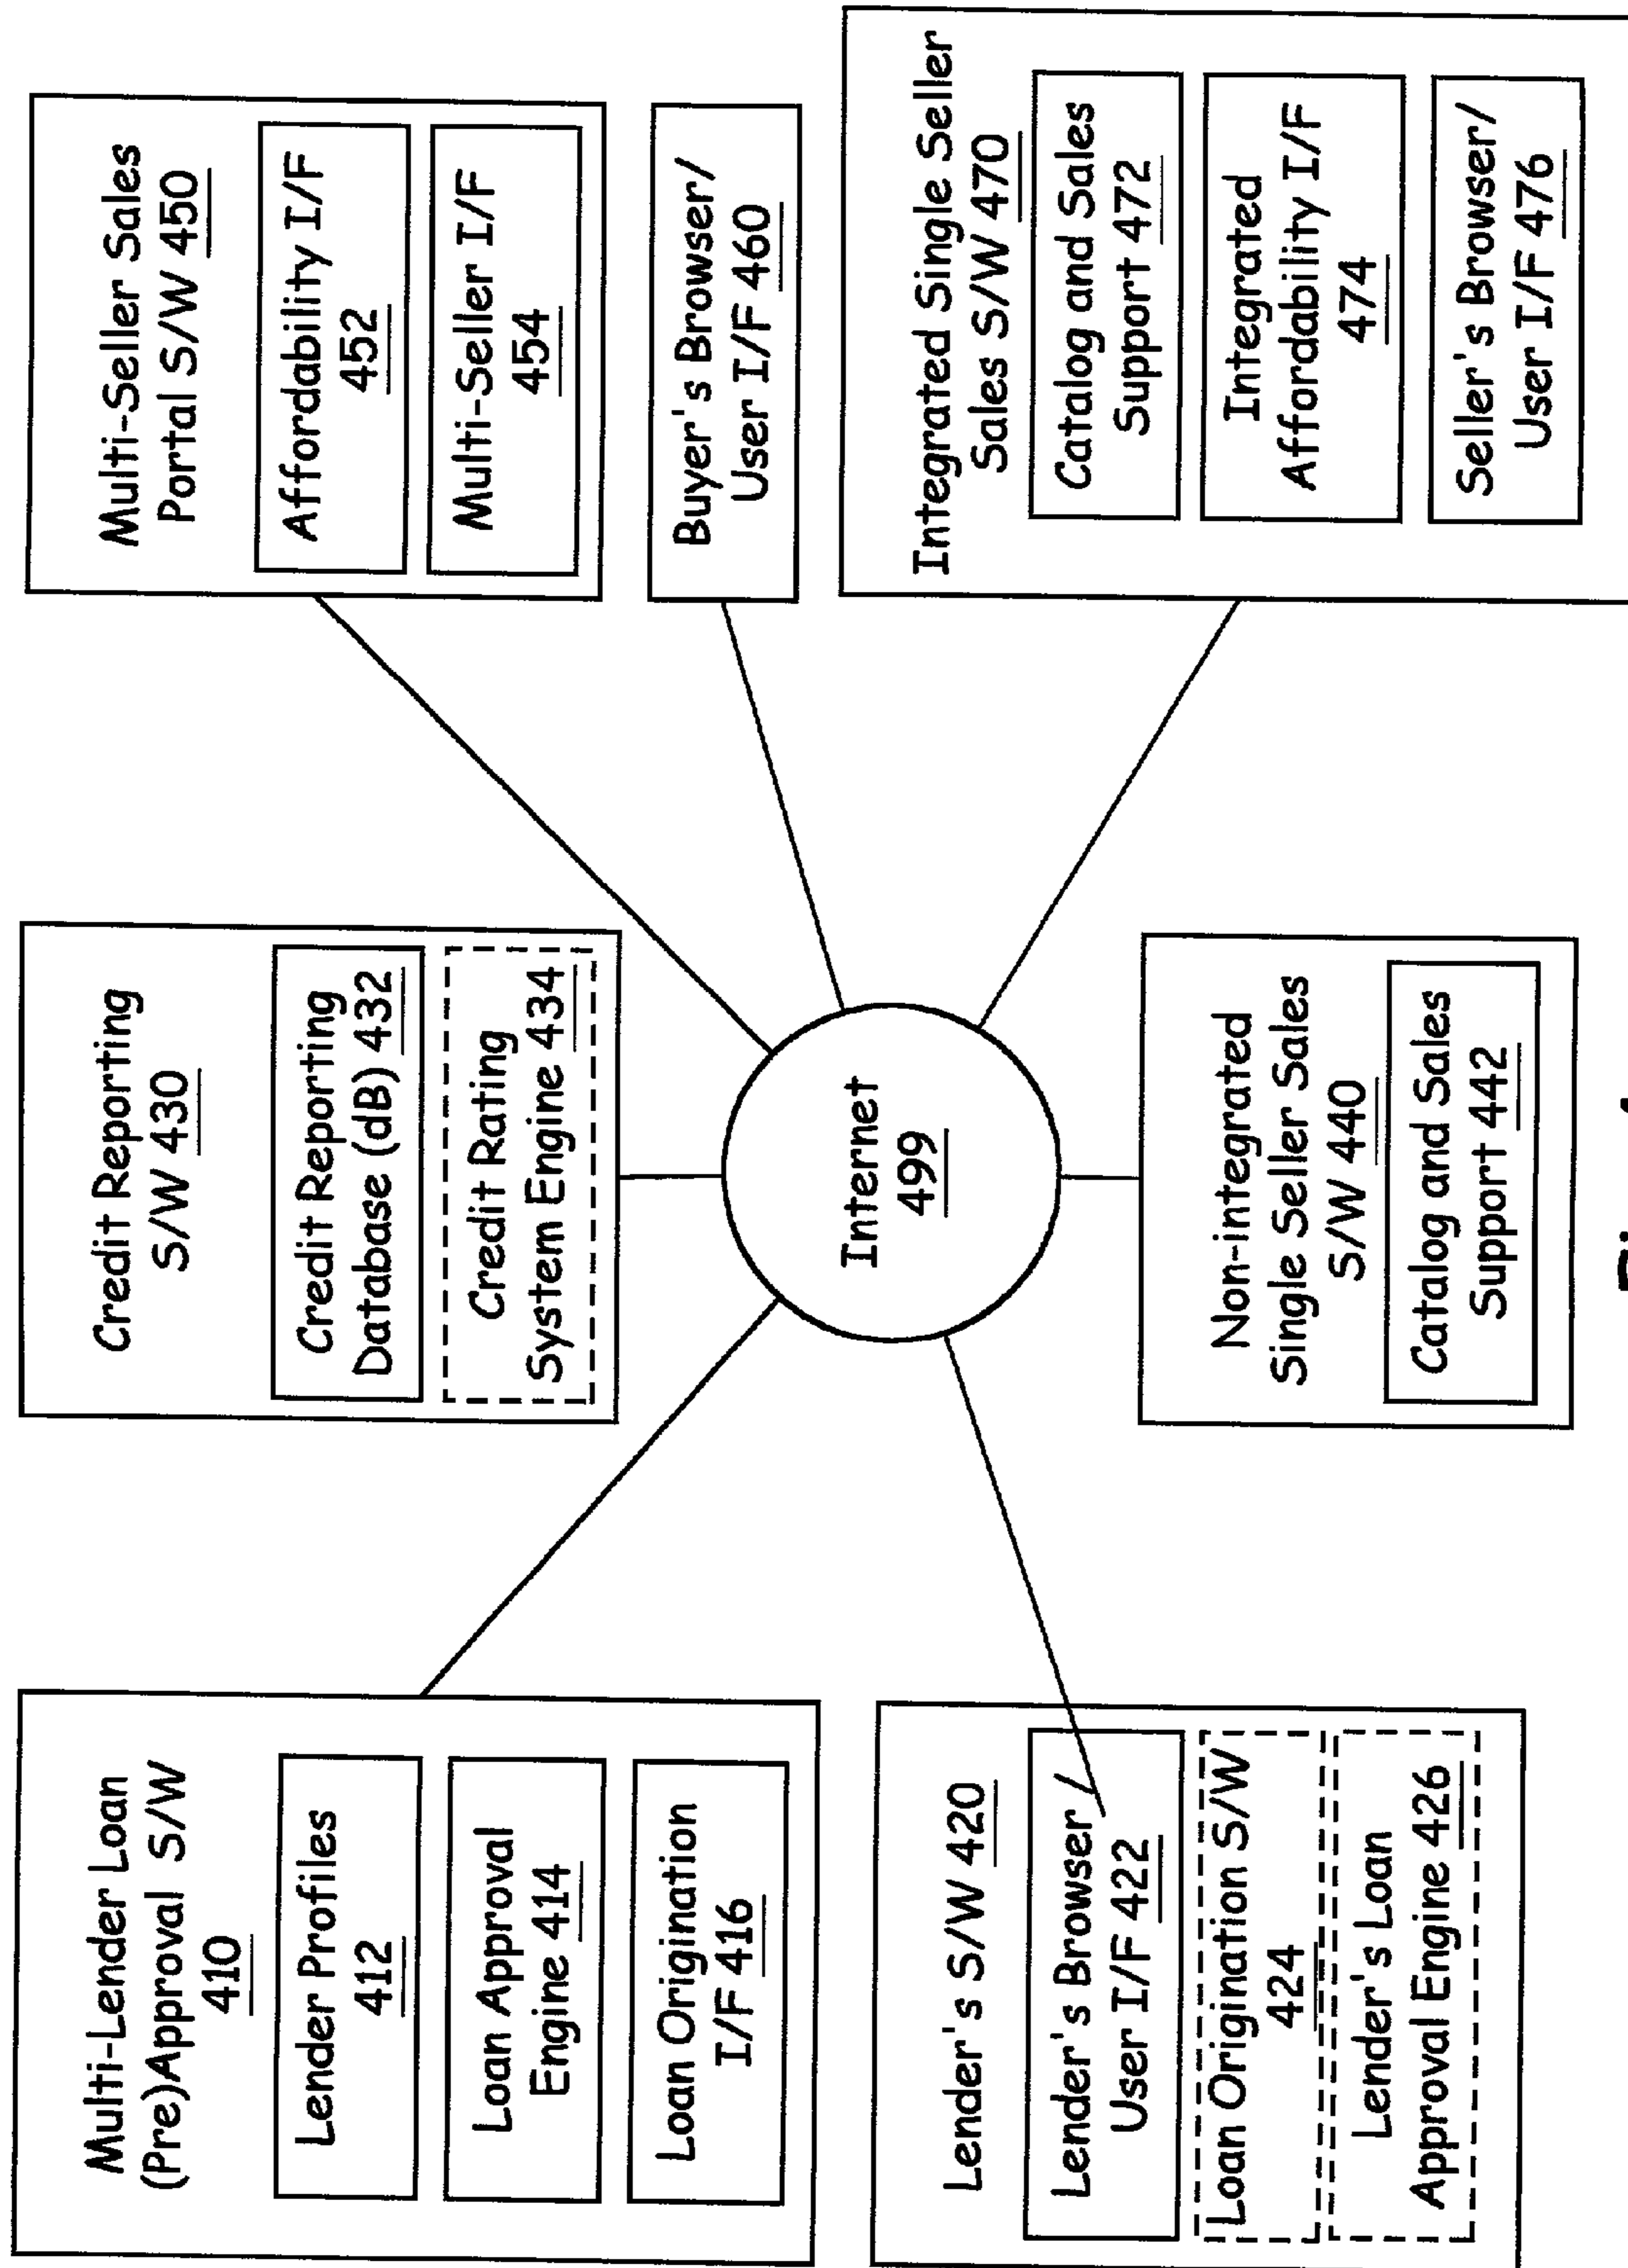 Multi-Lender Loan
(Pre)Approval S/W
410
Lender Profiles
412
Loan Approval
Engine 414
Loan Origination
I/F 416
Lender's S/W 420
Lender's Browser /
User I/F 422
Loan Origination S/W
424
Lender's Loan
Approval Engine 426
Credit Reporting
S/W 430
Credit Reporting
Database (dB) 432
Credit Rating
System Engine 434
Internet
499
Non-integrated
Single Seller Sales
S/W 440
Catalog and Sales
Support 442
Multi-Seller Sales
Portal S/W 450
Affordability I/F
452
Multi-Seller I/F
454
Buyer's Browser/
User I/F 460
Integrated Single Seller
Sales S/W 470
Catalog and Sales
Support 472
Integrated
Affordability I/F
474
Seller's Browser/
User I/F 476